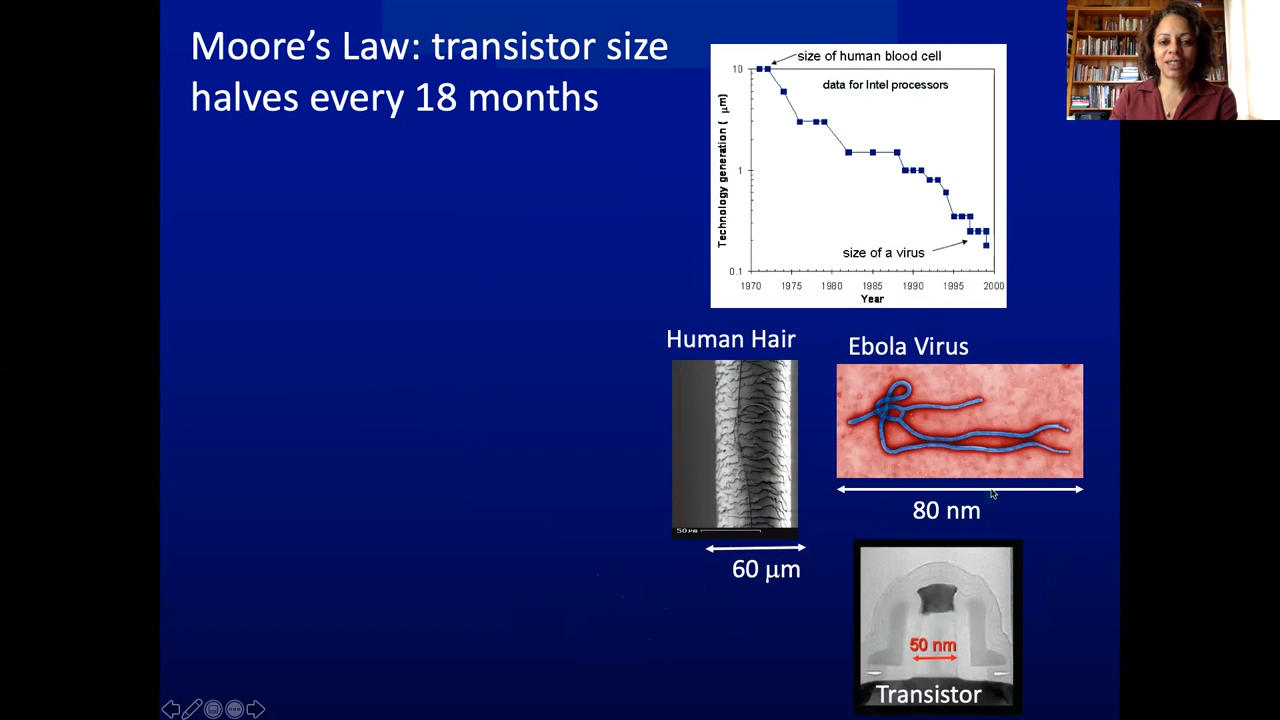 Moore's Law: transistor size
halves every 18 months
size of human blood cell
data for Intel processors
Technology generation ( μm)
10
1
0.1
size of a virus
1970 1975 1980 1985 1990 1995 2000
Year
Human Hair
Ebola Virus
50 μm
60 μm
80 nm
50 nm
Transistor